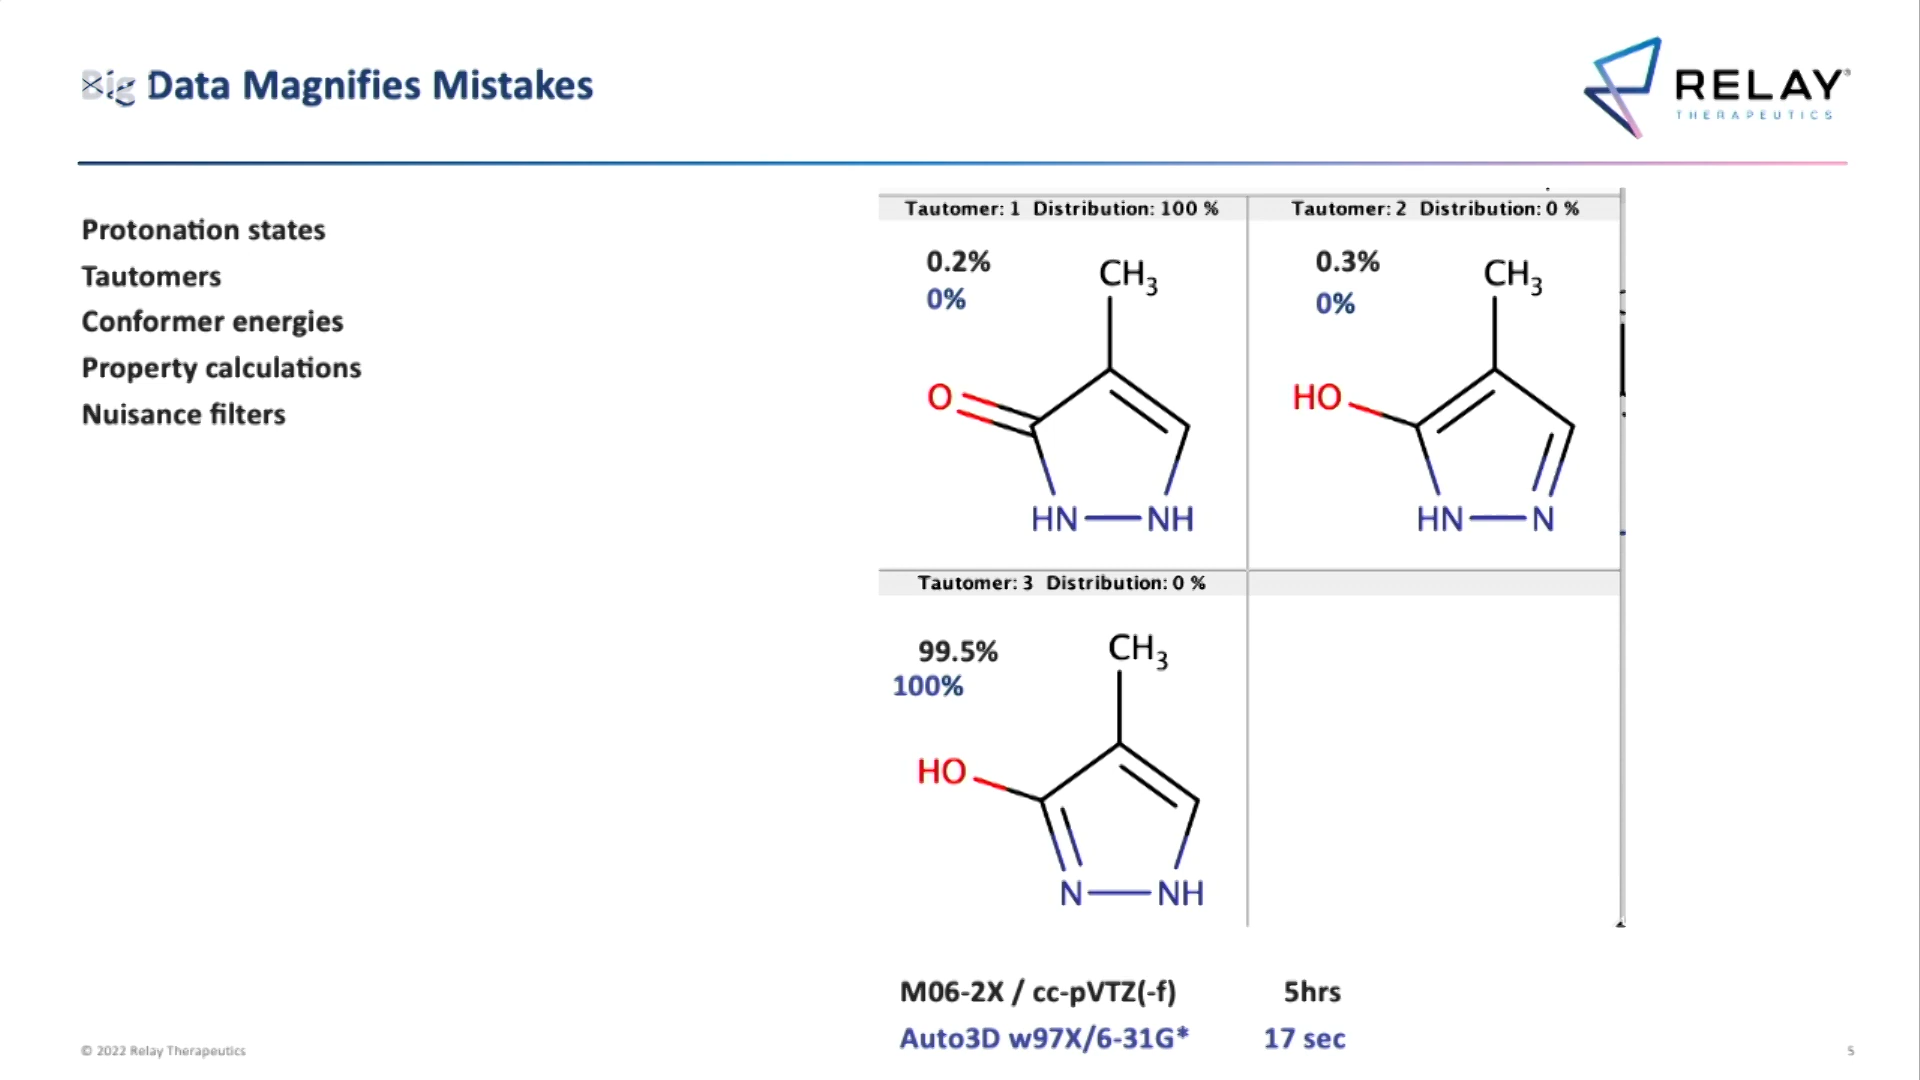 Big Data Magnifies Mistakes
RELAY
THERAPEUTICS
Protonation states
Tautomers
Conformer energies
Property calculations
Nuisance filters
Tautomer: 1 Distribution: 100 %
0.2%
0%
CH3
O
HN NH
Tautomer: 2 Distribution: 0 %
0.3%
0%
CH3
HO
HN N
Tautomer: 3 Distribution: 0 %
99.5%
100%
CH3
HO
N NH
M06-2X / cc-pVTZ(-f) 5hrs
Auto3D w97X/6-31G* 17 sec
© 2022 Relay Therapeutics
5